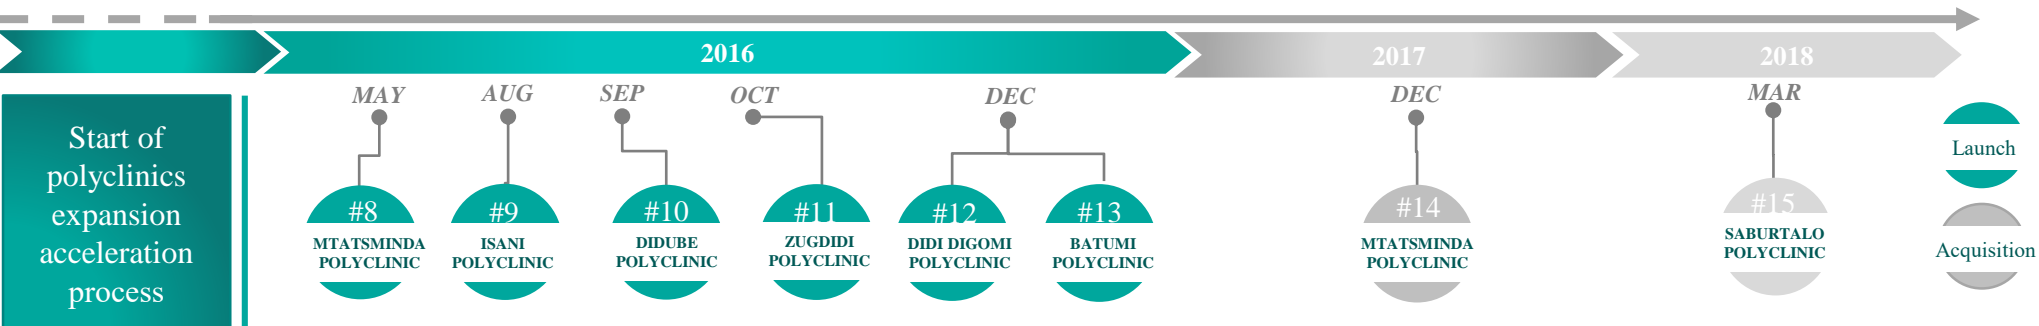 2016
2017
2018
MAY
AUG
SEP
OCT
DEC
DEC
MAR
Start of
polyclinics
expansion
acceleration
process
#8
MTATSMINDA
POLYCLINIC
#9
ISANI
POLYCLINIC
#10
DIDUBE
POLYCLINIC
#11
ZUGDIDI
POLYCLINIC
#12
DIDI DIGOMI
POLYCLINIC
#13
BATUMI
POLYCLINIC
#14
MTATSMINDA
POLYCLINIC
#15
SABURTALO
POLYCLINIC
Launch
Acquisition